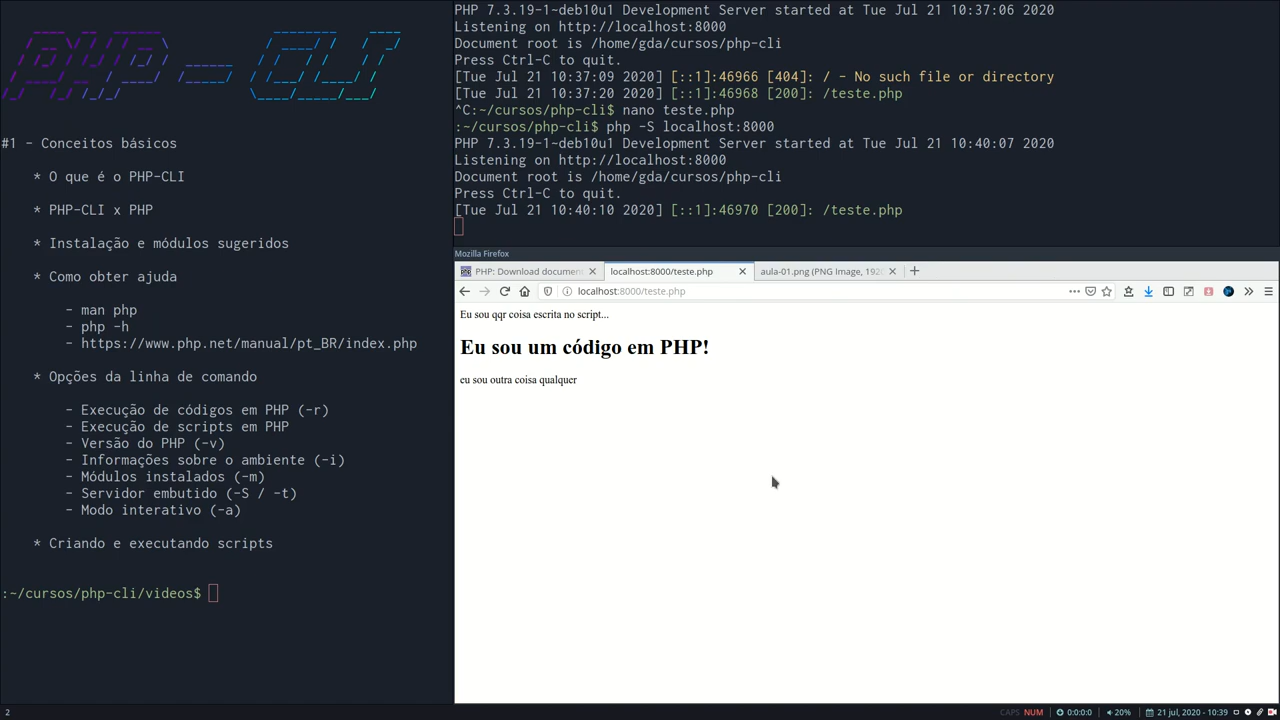 PHP-CLI
#1 - Conceitos básicos
* O que é o PHP-CLI
* PHP-CLI x PHP
* Instalação e módulos sugeridos
* Como obter ajuda
- man php
- php -h
- https://www.php.net/manual/pt_BR/index.php
* Opções da linha de comando
- Execução de códigos em PHP (-r)
- Execução de scripts em PHP
- Versão do PHP (-v)
- Informações sobre o ambiente (-i)
- Módulos instalados (-m)
- Servidor embutido (-S / -t)
- Modo interativo (-a)
* Criando e executando scripts
:~/cursos/php-cli/videos$
PHP 7.3.19-1~deb10u1 Development Server started at Tue Jul 21 10:37:06 2020
Listening on http://localhost:8000
Document root is /home/gda/cursos/php-cli
Press Ctrl-C to quit.
[Tue Jul 21 10:37:09 2020] [::1]:46966 [404]: / - No such file or directory
[Tue Jul 21 10:37:20 2020] [::1]:46968 [200]: /teste.php
^C:~/cursos/php-cli$ nano teste.php
:~/cursos/php-cli$ php -S localhost:8000
PHP 7.3.19-1~deb10u1 Development Server started at Tue Jul 21 10:40:07 2020
Listening on http://localhost:8000
Document root is /home/gda/cursos/php-cli
Press Ctrl-C to quit.
[Tue Jul 21 10:40:10 2020] [::1]:46970 [200]: /teste.php
Mozilla Firefox
PHP: Download documen
localhost:8000/teste.php
aula-01.png (PNG Image, 192
localhost:8000/teste.php
Eu sou qqr coisa escrita no script...
Eu sou um código em PHP!
eu sou outra coisa qualquer
2
CAPS NUM
0:0:0:0
20%
21 jul, 2020 - 10:39